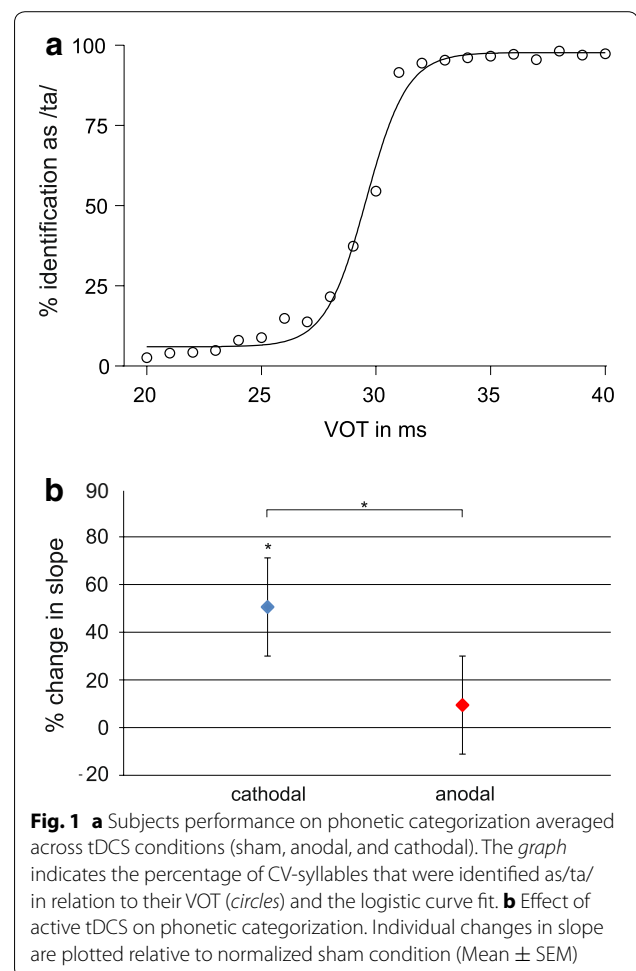 a
100
75
50
25
0
% identification as /ta/
20 25 30 35 40
VOT in ms
b
90
80
60
40
20
0
-20
% change in slope
*
*
cathodal anodal
Fig. 1 a Subjects performance on phonetic categorization averaged
across tDCS conditions (sham, anodal, and cathodal). The graph
indicates the percentage of CV-syllables that were identified as/ta/
in relation to their VOT (circles) and the logistic curve fit. b Effect of
active tDCS on phonetic categorization. Individual changes in slope
are plotted relative to normalized sham condition (Mean ± SEM)